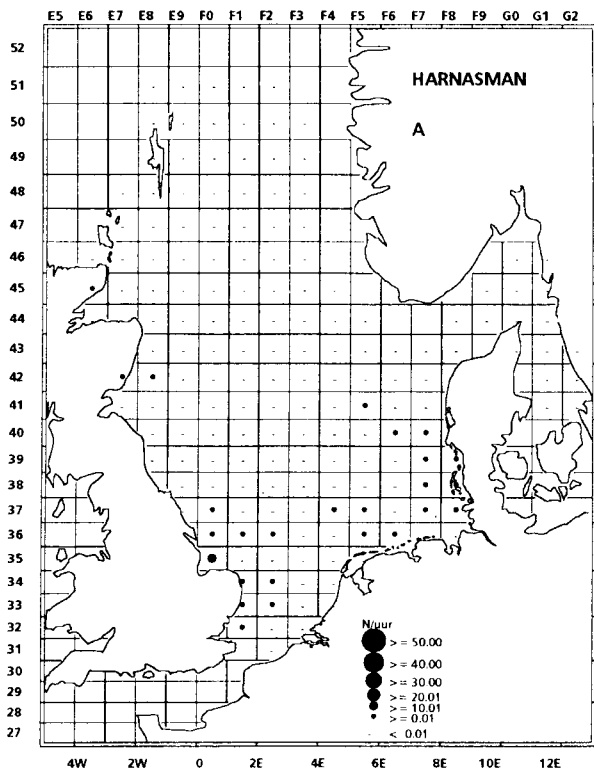 E5 E6 E7 E8 E9 F0 F1 F2 F3 F4 F5 F6 F7 F8 F9 G0 G1 G2
52
51
HARNASMAN
50
A
49
48
47
46
45
44
43
42
41
40
39
38
37
36
35
34
33
32
31
30
29
28
27
N/uur
> = 50.00
> = 40.00
> = 30.00
> = 20.01
> = 10.01
> = 0.01
< 0.01
4W 2W 0 2E 4E 6E 8E 10E 12E